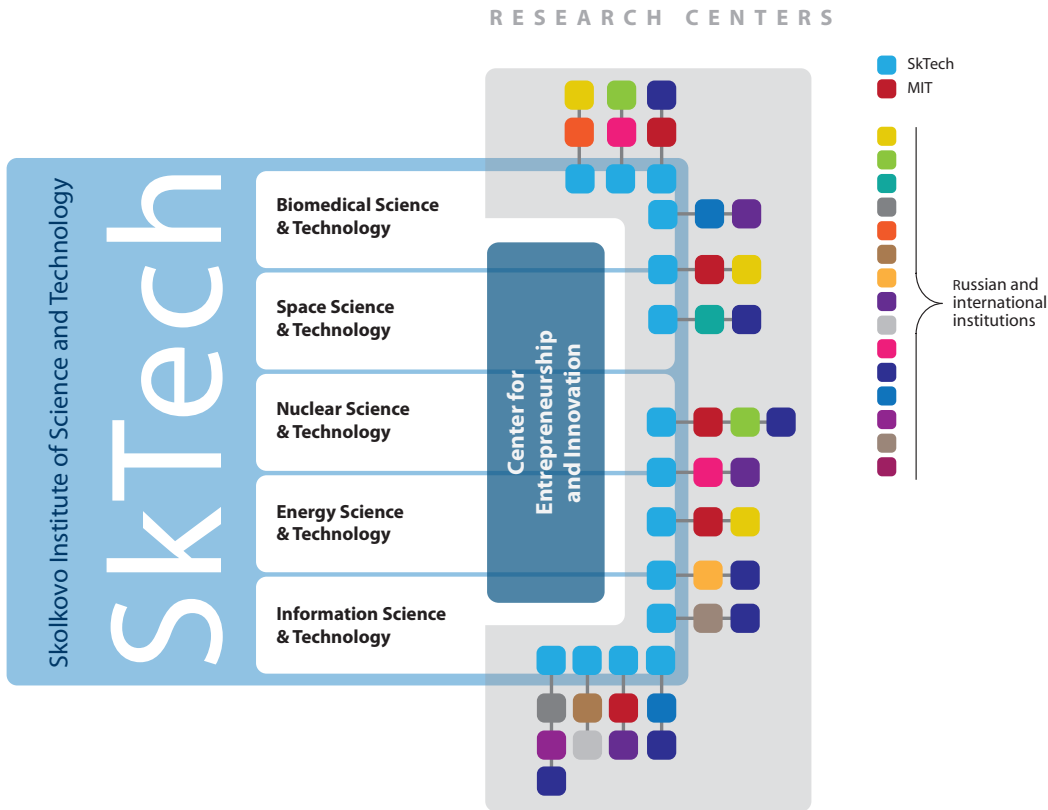 RESEARCH CENTERS
SkTech
MIT
Skolkovo Institute of Science and Technology
SkTech
Biomedical Science
& Technology
Space Science
& Technology
Nuclear Science
& Technology
Energy Science
& Technology
Information Science
& Technology
Center for
Entrepreneurship
and Innovation
Russian and
international
institutions